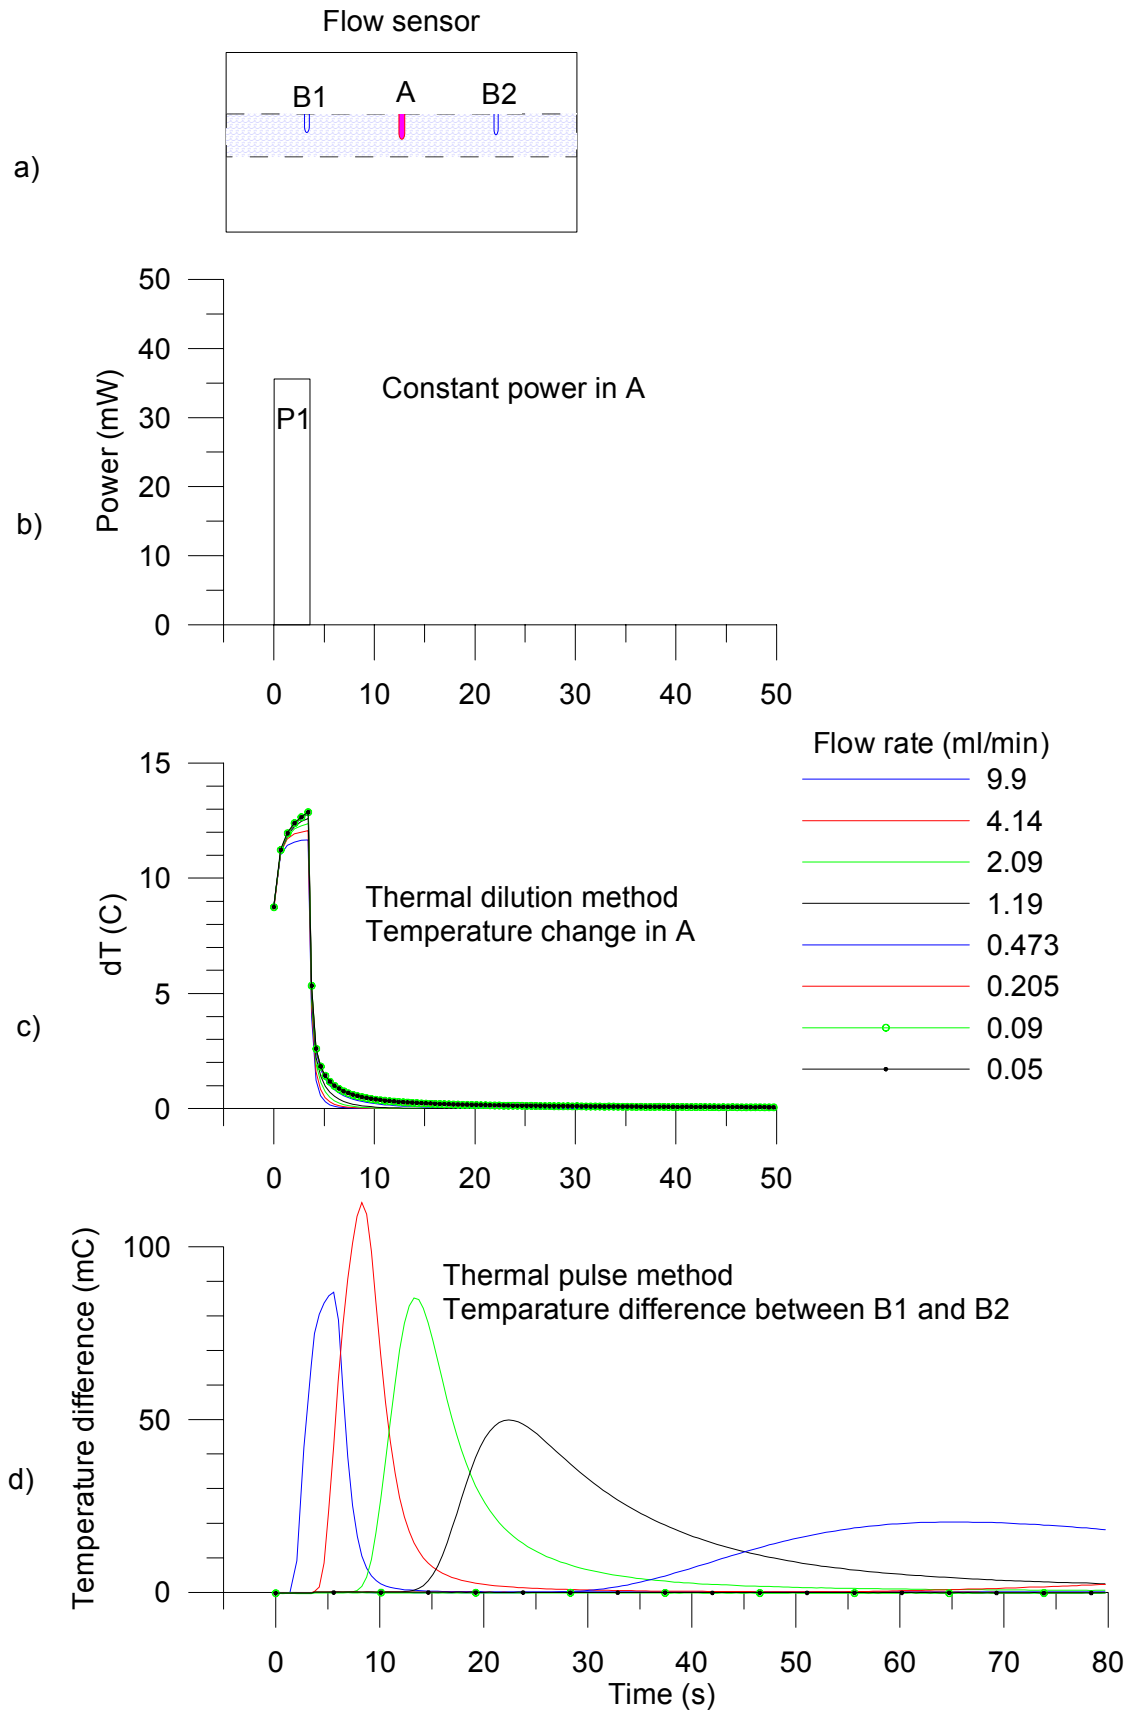 Flow sensor
B1
A
B2
a)
50
40
30
20
10
0
Power (mW)
P1
Constant power in A
b)
0
10
20
30
40
50
Flow rate (ml/min)
9.9
4.14
2.09
1.19
0.473
0.205
0.09
0.05
15
10
5
0
dT (C)
Thermal dilution method
Temperature change in A
c)
0
10
20
30
40
50
100
50
0
Temperature difference (mC)
Thermal pulse method
Temparature difference between B1 and B2
d)
0
10
20
30
40
50
60
70
80
Time (s)